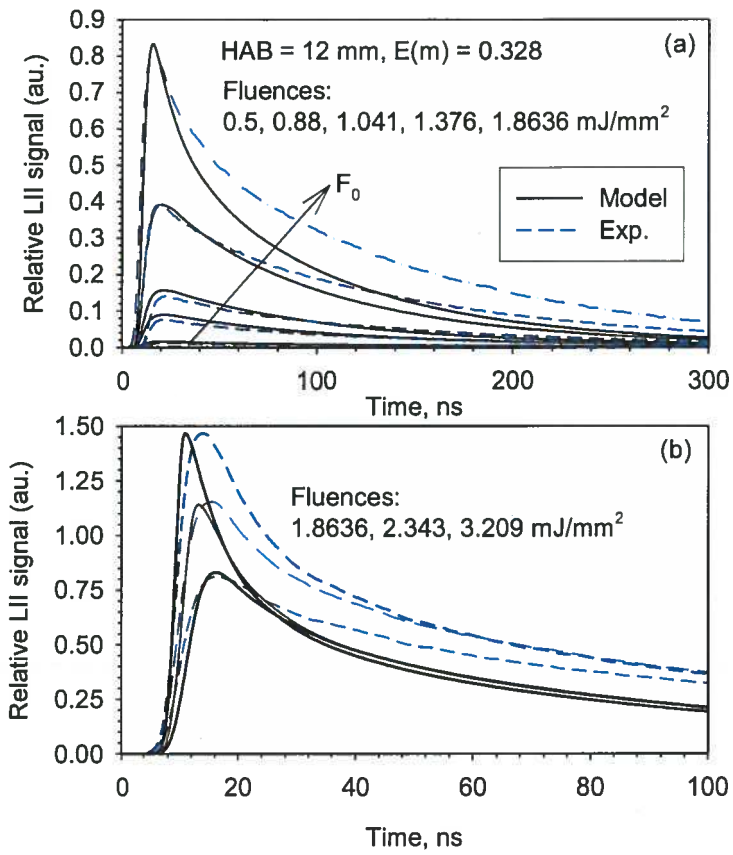 (a)
HAB = 12 mm, E(m) = 0.328
Fluences:
0.5, 0.88, 1.041, 1.376, 1.8636 mJ/mm²
F₀
Model
Exp.
Relative LII signal (au.)
0.9
0.8
0.7
0.6
0.5
0.4
0.3
0.2
0.1
0.0
0 100 200 300
Time, ns
(b)
Fluences:
1.8636, 2.343, 3.209 mJ/mm²
Relative LII signal (au.)
1.50
1.25
1.00
0.75
0.50
0.25
0.00
0 20 40 60 80 100
Time, ns